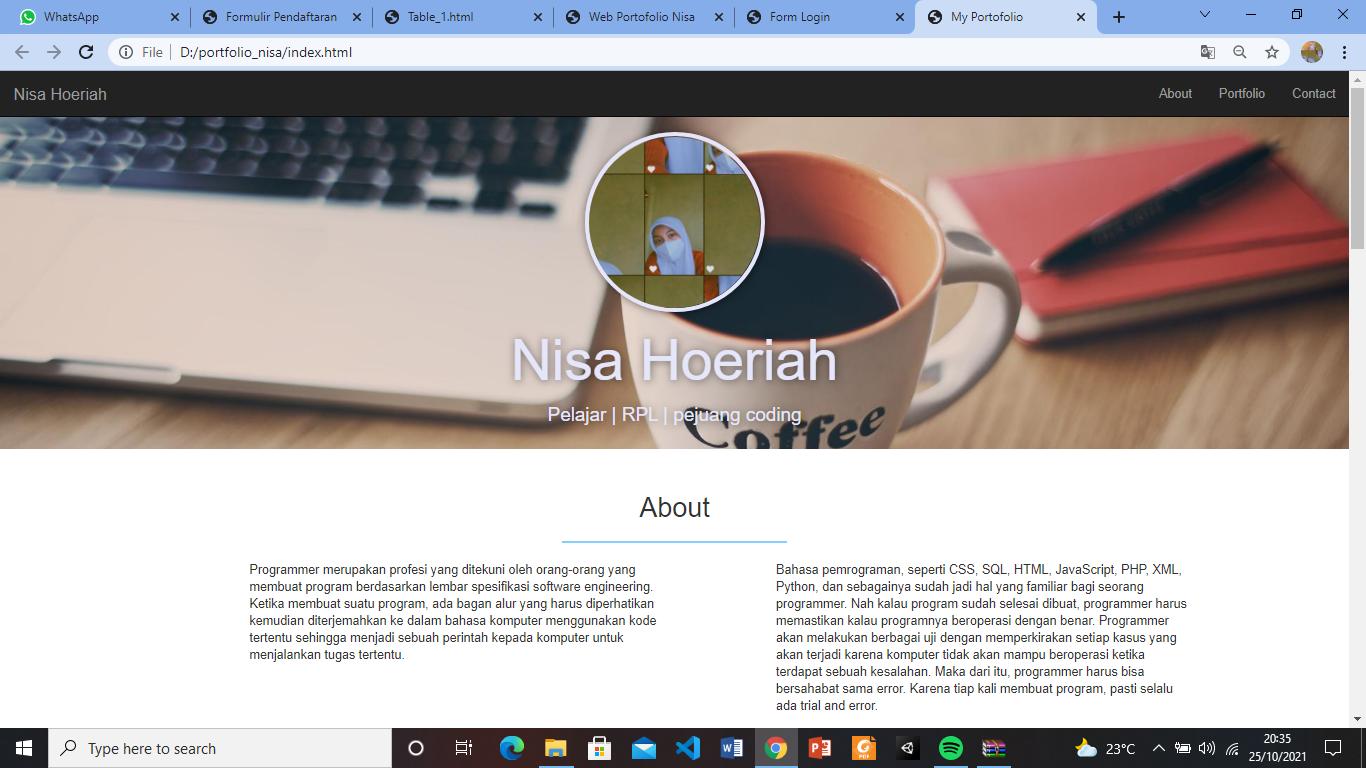 WhatsApp
Formulir Pendaftaran
Table_1.html
Web Portofolio Nisa
Form Login
My Portofolio
File
D:/portfolio_nisa/index.html
Nisa Hoeriah
About
Portfolio
Contact
Nisa Hoeriah
Pelajar | RPL | pejuang coding
Coffee
About
Programmer merupakan profesi yang ditekuni oleh orang-orang yang
membuat program berdasarkan lembar spesifikasi software engineering.
Ketika membuat suatu program, ada bagan alur yang harus diperhatikan
kemudian diterjemahkan ke dalam bahasa komputer menggunakan kode
tertentu sehingga menjadi sebuah perintah kepada komputer untuk
menjalankan tugas tertentu.
Bahasa pemrograman, seperti CSS, SQL, HTML, JavaScript, PHP, XML,
Python, dan sebagainya sudah jadi hal yang familiar bagi seorang
programmer. Nah kalau program sudah selesai dibuat, programmer harus
memastikan kalau programnya beroperasi dengan benar. Programmer
akan melakukan berbagai uji dengan memperkirakan setiap kasus yang
akan terjadi karena komputer tidak akan mampu beroperasi ketika
terdapat sebuah kesalahan. Maka dari itu, programmer harus bisa
bersahabat sama error. Karena tiap kali membuat program, pasti selalu
ada trial and error.
Type here to search
23°C
20:35
25/10/2021